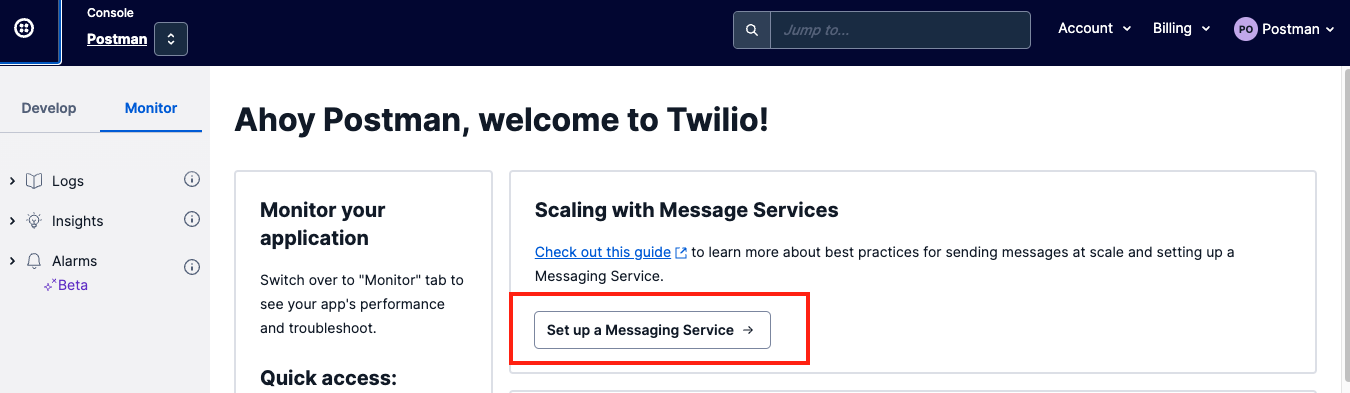 Console
Postman
Jump to...
Account
Billing
PO Postman
Develop
Monitor
Logs
Insights
Alarms
Beta
Ahoy Postman, welcome to Twilio!
Monitor your
application
Switch over to "Monitor" tab to
see your app's performance
and troubleshoot.
Quick access:
Scaling with Message Services
Check out this guide to learn more about best practices for sending messages at scale and setting up a
Messaging Service.
Set up a Messaging Service →